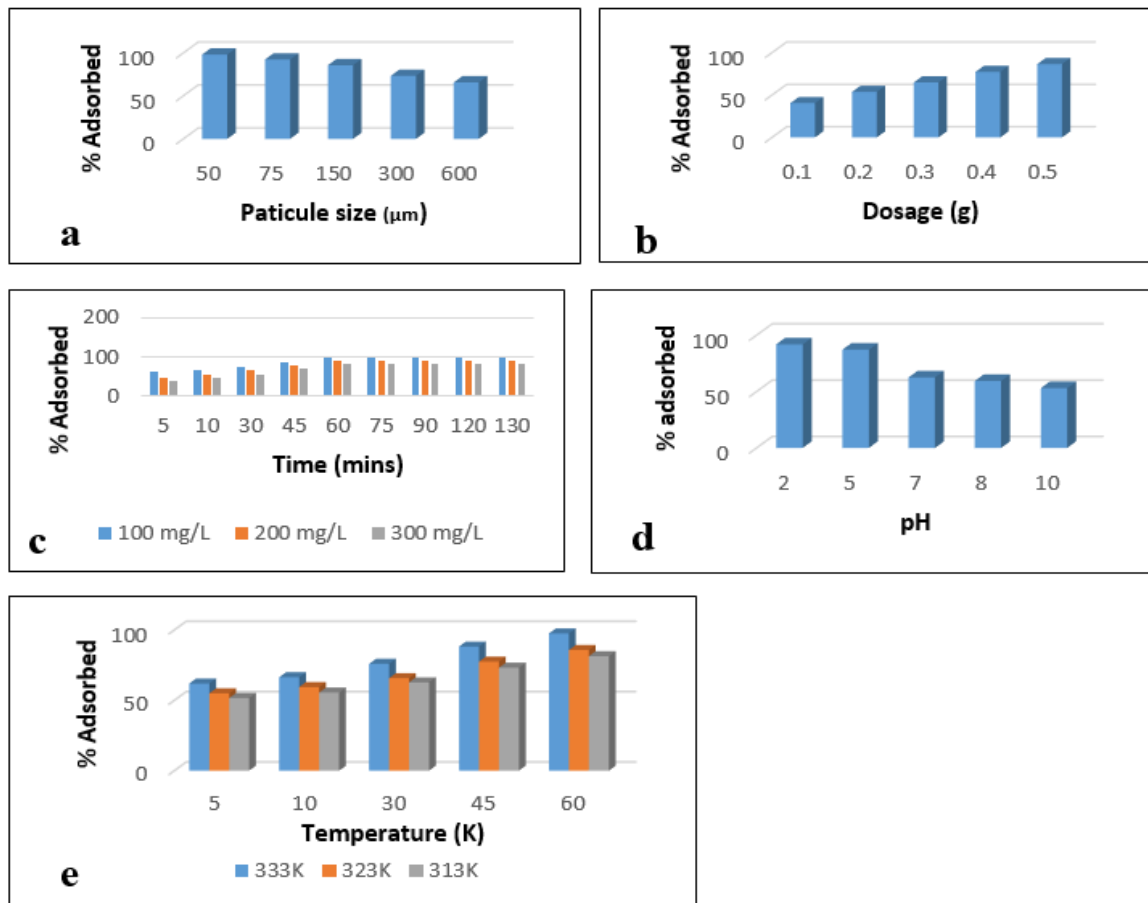 % Adsorbed
100
50
0
50 75 150 300 600
Paticule size (µm)
a
% Adsorbed
100
50
0
0.1 0.2 0.3 0.4 0.5
Dosage (g)
b
% Adsorbed
200
100
0
5 10 30 45 60 75 90 120 130
Time (mins)
100 mg/L 200 mg/L 300 mg/L
c
% adsorbed
100
50
0
2 5 7 8 10
pH
d
% Adsorbed
100
50
0
5 10 30 45 60
Temperature (K)
333K 323K 313K
e